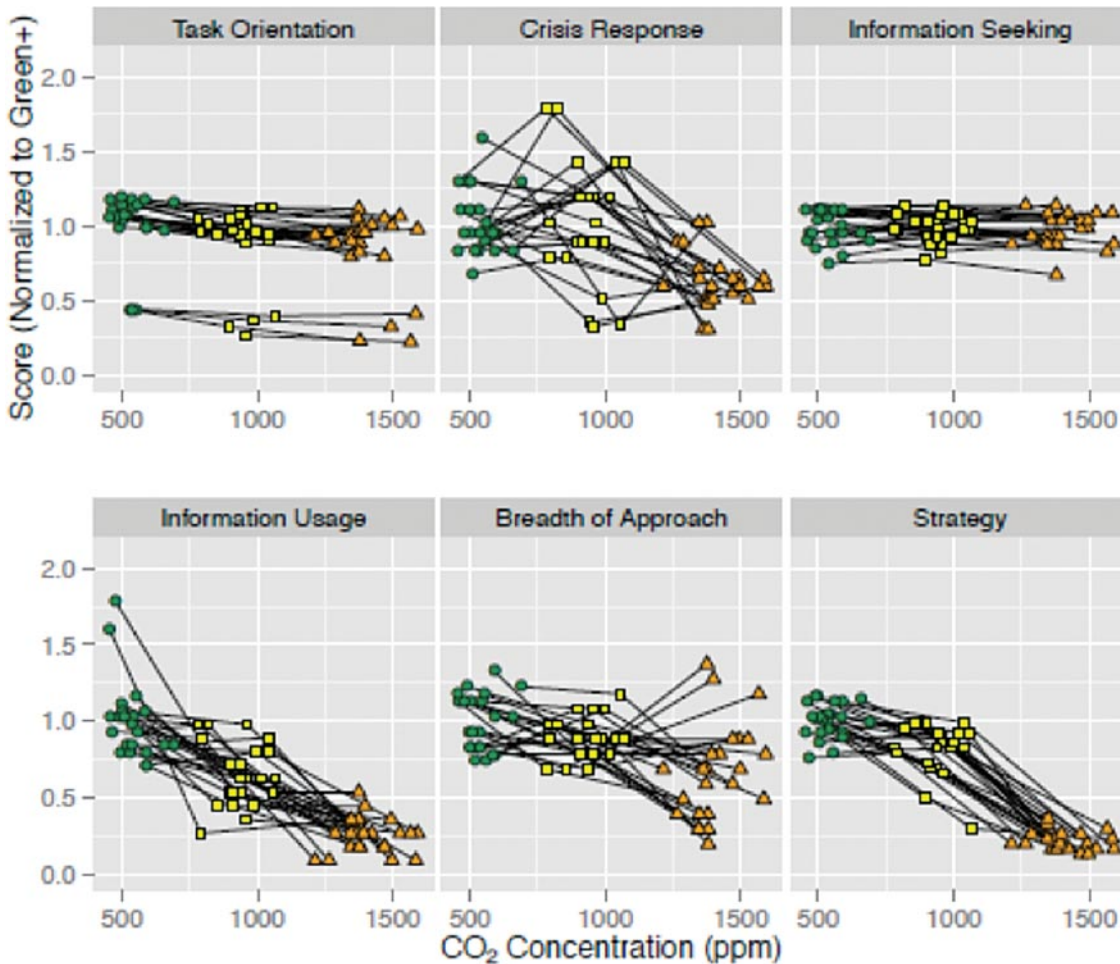 Task Orientation
Crisis Response
Information Seeking
2.0
1.5
1.0
0.5
0.0
500 1000 1500
500 1000 1500
500 1000 1500
Score (Normalized to Green+)
Information Usage
Breadth of Approach
Strategy
2.0
1.5
1.0
0.5
0.0
500 1000 1500
500 1000 1500
500 1000 1500
CO₂ Concentration (ppm)